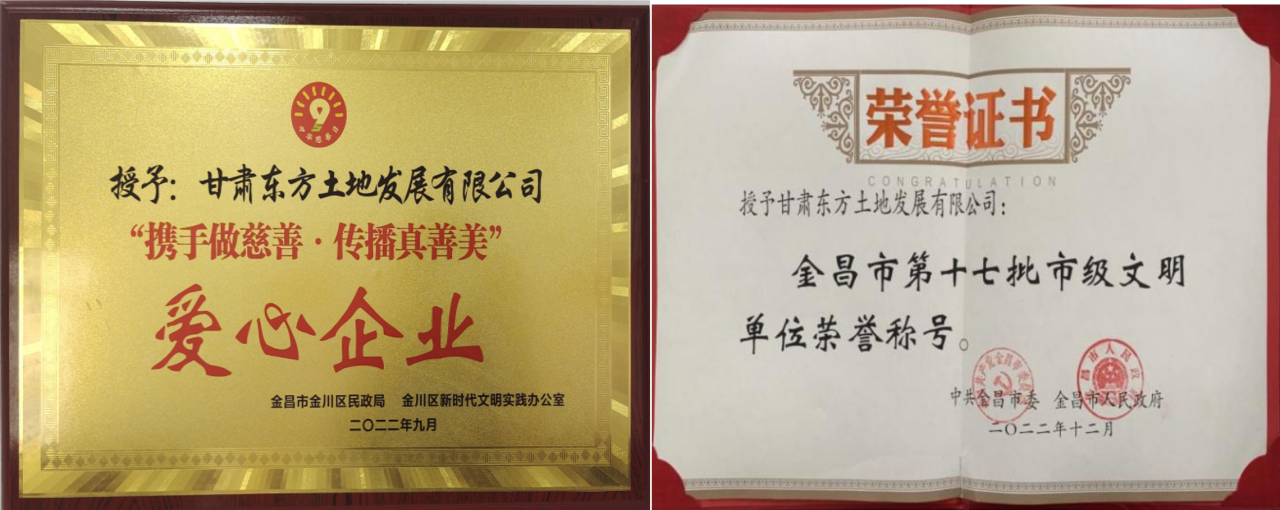 中华慈善日
授予：甘肃东方土地发展有限公司
“携手做慈善·传播真善美”
爱心企业
金昌市金川区民政局 金川区新时代文明实践办公室
二〇二二年九月
荣誉证书
CONGRATULATION
授予甘肃东方土地发展有限公司：
金昌市第十七批市级文明
单位荣誉称号。
中共金昌市委 金昌市人民政府
二〇二二年十二月